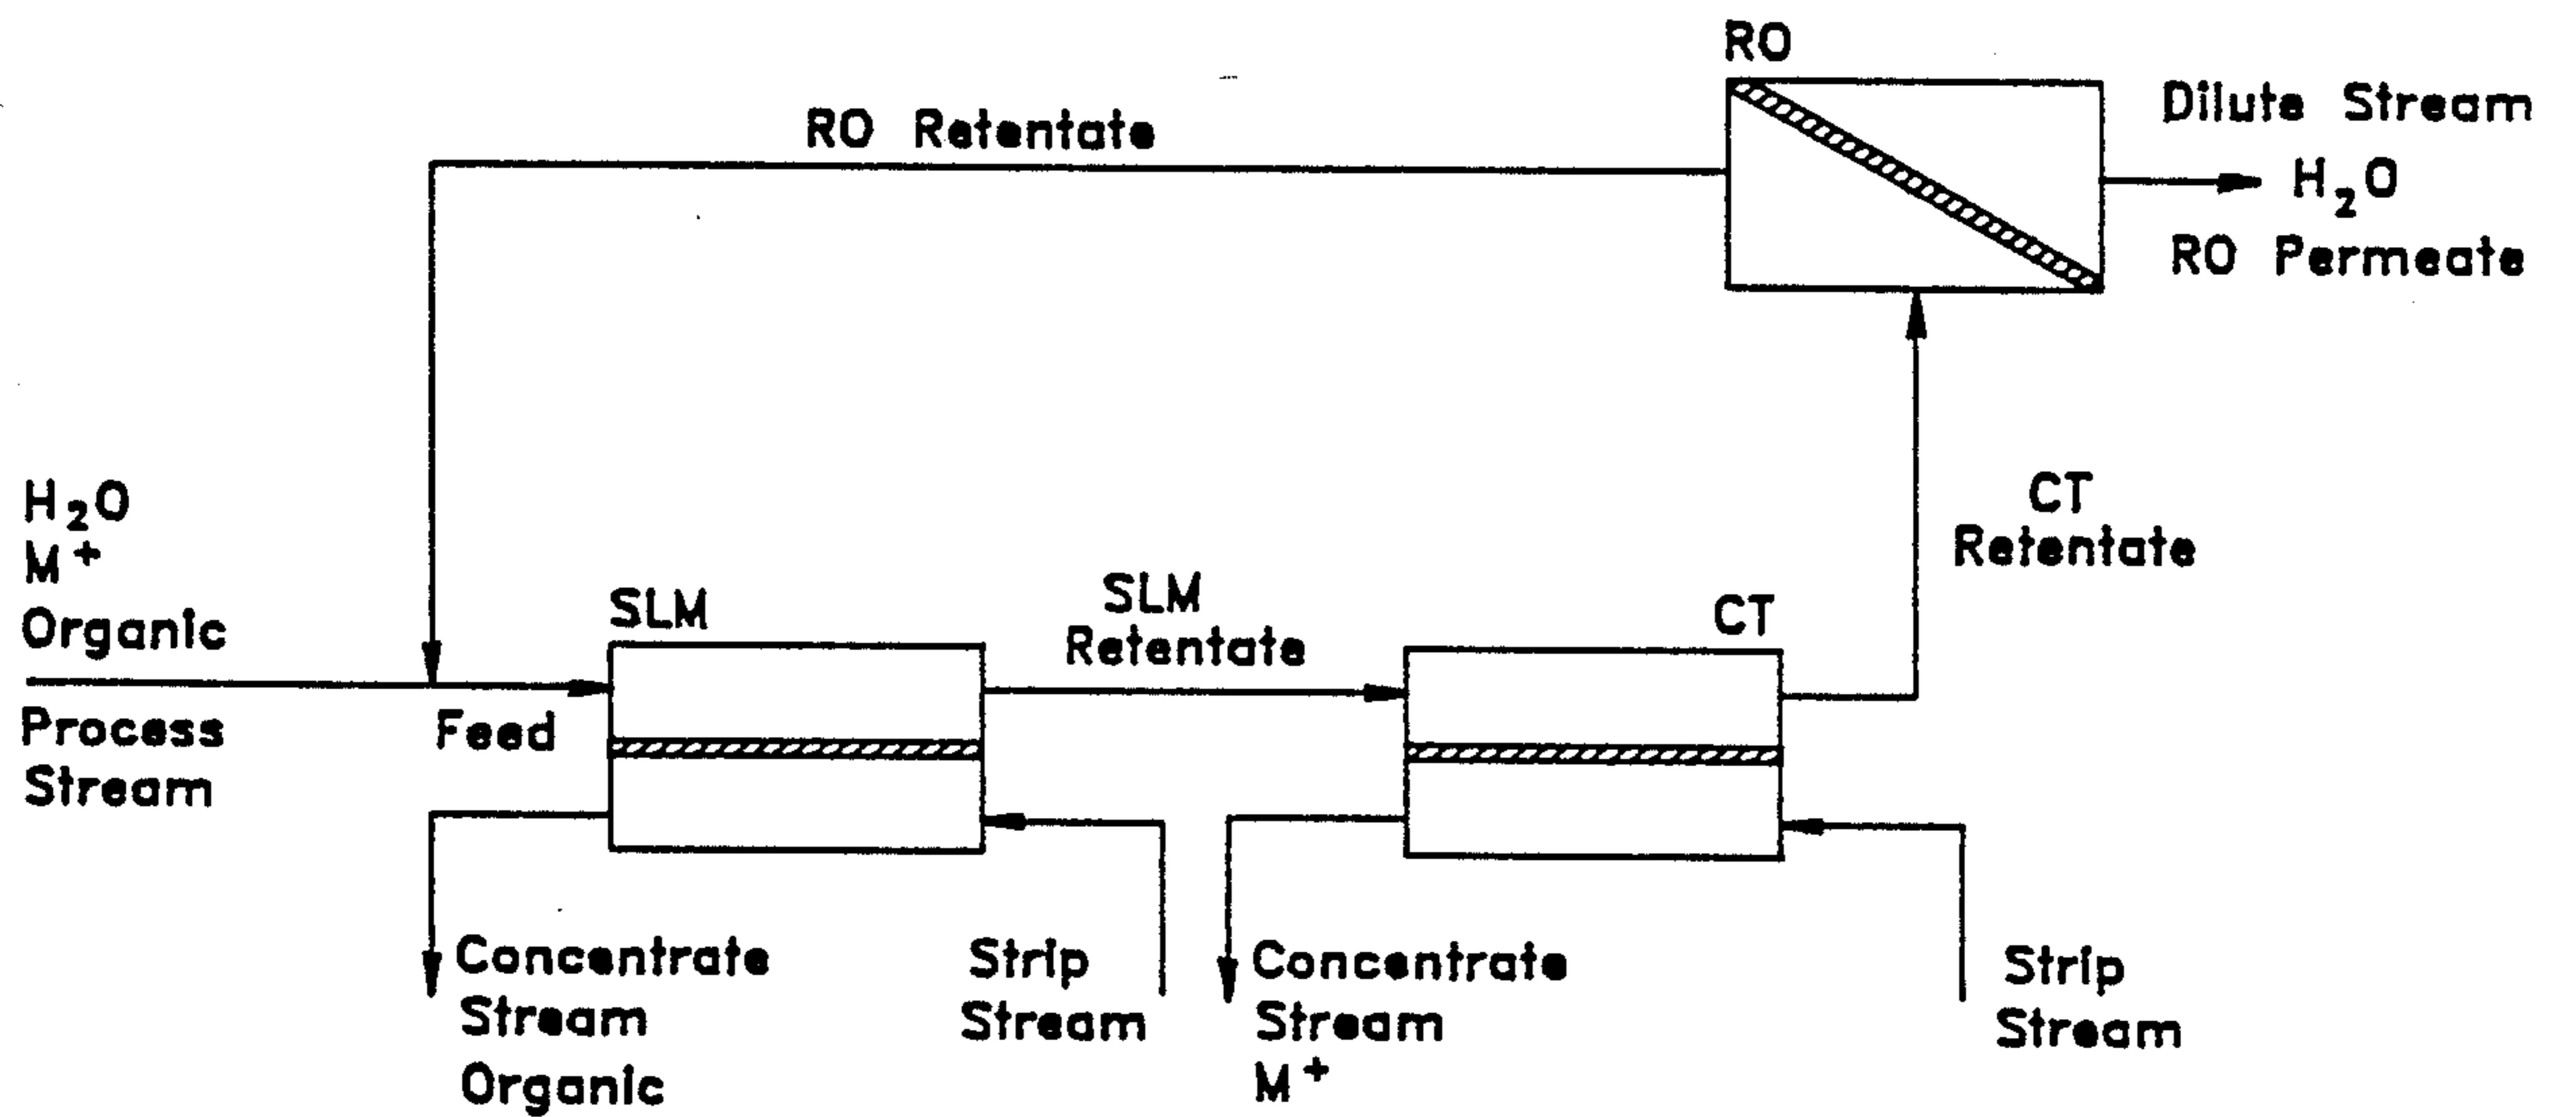 RO
RO Retentate
Dilute Stream
H₂O
RO Permeate
H₂O
M⁺
Organic
Process
Stream
Feed
SLM
SLM
Retentate
CT
CT
Retentate
Concentrate
Stream
Organic
Strip
Stream
Concentrate
Stream
M⁺
Strip
Stream